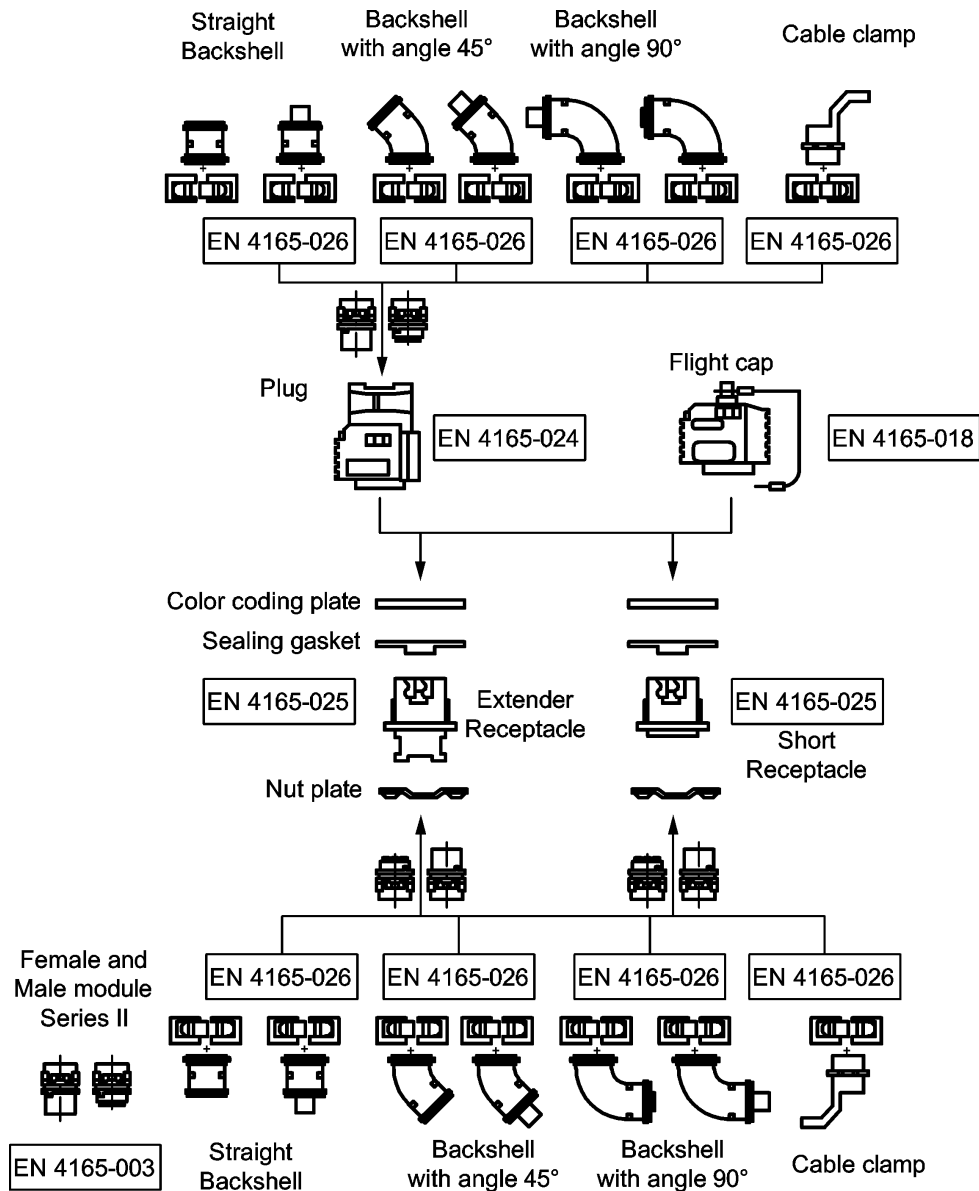 Straight
Backshell
Backshell
with angle 45°
Backshell
with angle 90°
Cable clamp
EN 4165-026
EN 4165-026
EN 4165-026
EN 4165-026
Plug
EN 4165-024
Flight cap
EN 4165-018
Color coding plate
Sealing gasket
EN 4165-025
Extender
Receptacle
EN 4165-025
Short
Receptacle
Nut plate
Female and
Male module
Series II
EN 4165-003
EN 4165-026
EN 4165-026
EN 4165-026
EN 4165-026
Straight
Backshell
Backshell
with angle 45°
Backshell
with angle 90°
Cable clamp